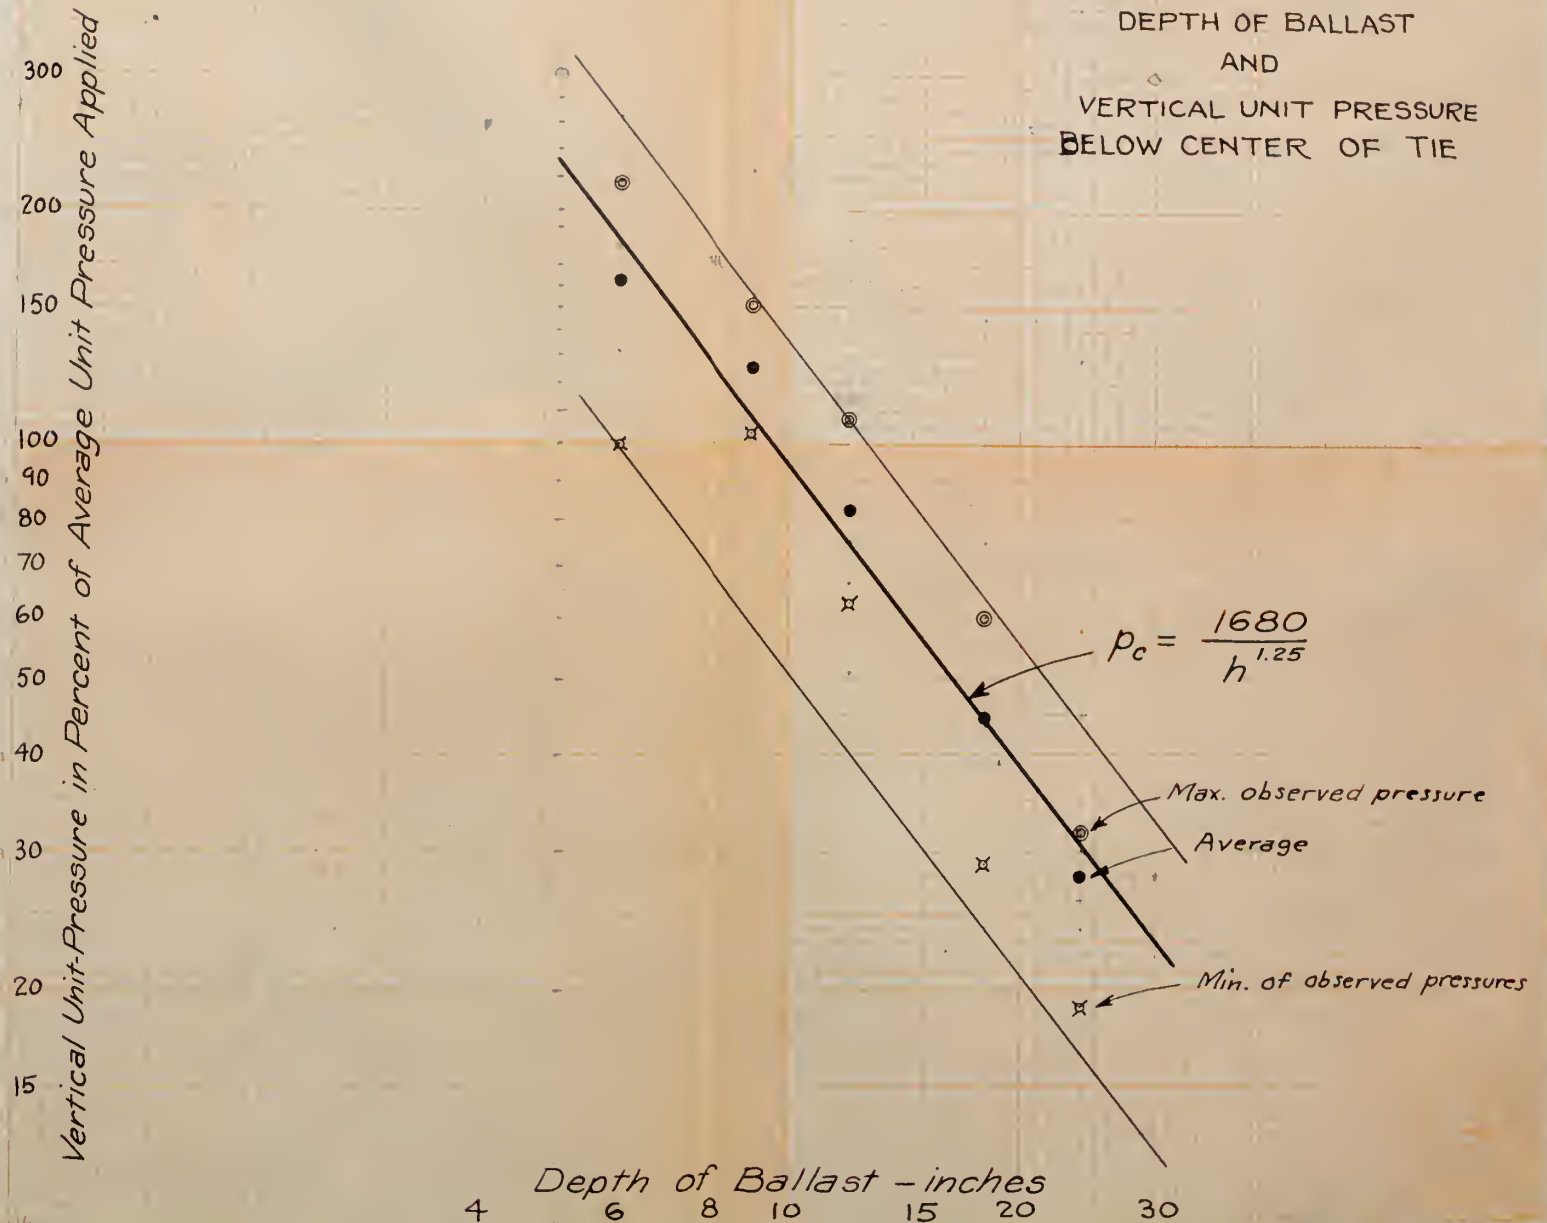 DEPTH OF BALLAST
AND
VERTICAL UNIT PRESSURE
BELOW CENTER OF TIE
Vertical Unit-Pressure in Percent of Average Unit Pressure Applied
300
200
150
100
90
80
70
60
50
40
30
20
15
p_c = 1680 / h^1.25
Max. observed pressure
Average
Min. of observed pressures
Depth of Ballast – inches
4 6 8 10 15 20 30